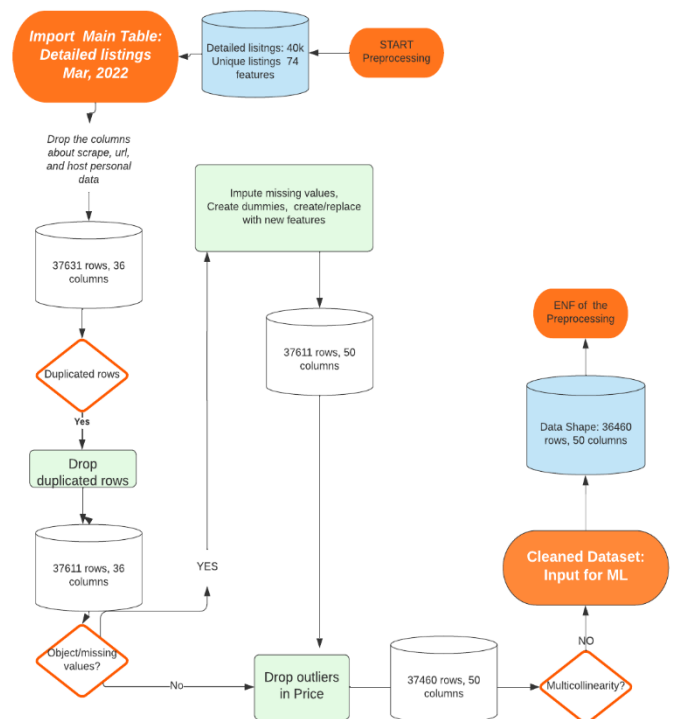 START
Preprocessing
Detailed lisitngs: 40k
Unique listings 74
features
Import Main Table:
Detailed listings
Mar, 2022
Drop the columns
about scrape, url,
and host personal
data
37631 rows, 36
columns
Duplicated rows
Yes
Drop
duplicated rows
37611 rows, 36
columns
Object/missing
values?
YES
No
Impute missing values,
Create dummies, create/replace
with new features
37611 rows, 50
columns
Drop outliers
in Price
37460 rows, 50
columns
Multicollinearity?
NO
Cleaned Dataset:
Input for ML
Data Shape: 36460
rows, 50 columns
ENF of the
Preprocessing